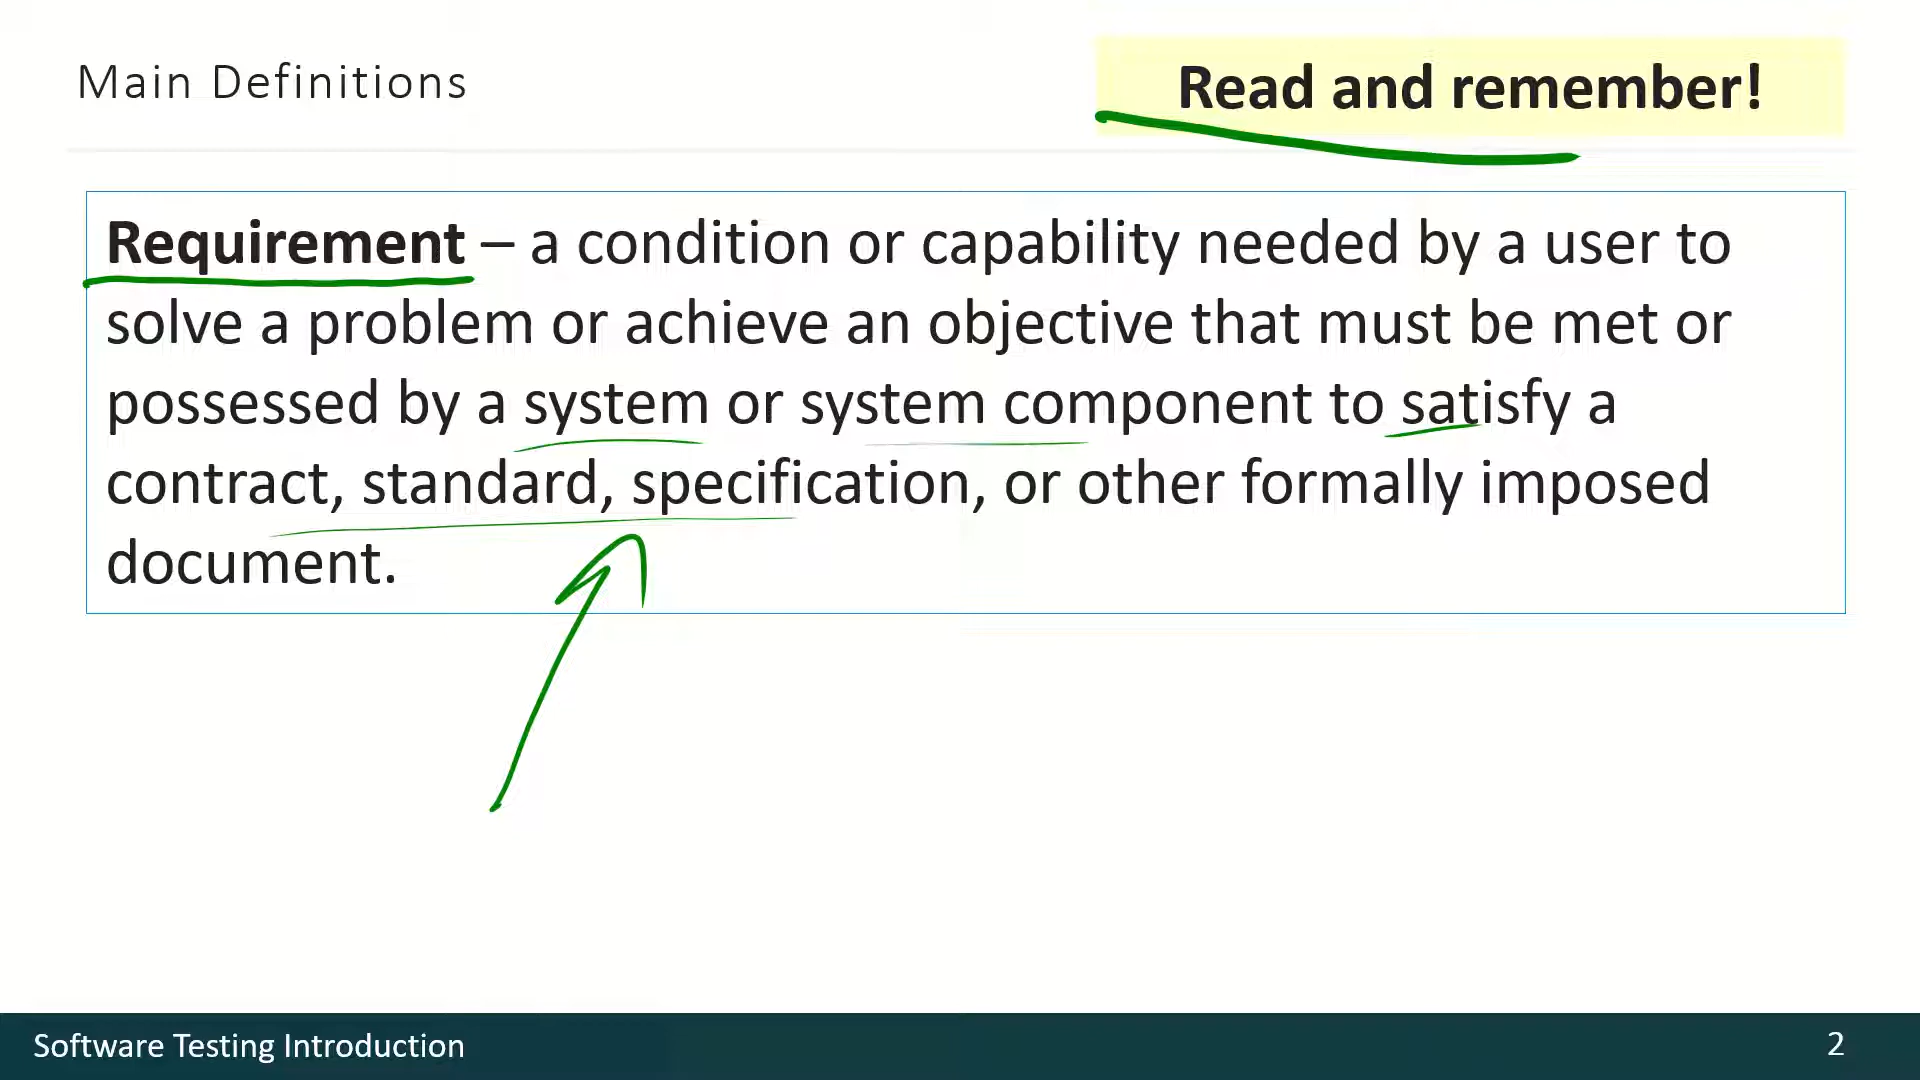 Main Definitions
Read and remember!
Requirement – a condition or capability needed by a user to
solve a problem or achieve an objective that must be met or
possessed by a system or system component to satisfy a
contract, standard, specification, or other formally imposed
document.
Software Testing Introduction
2